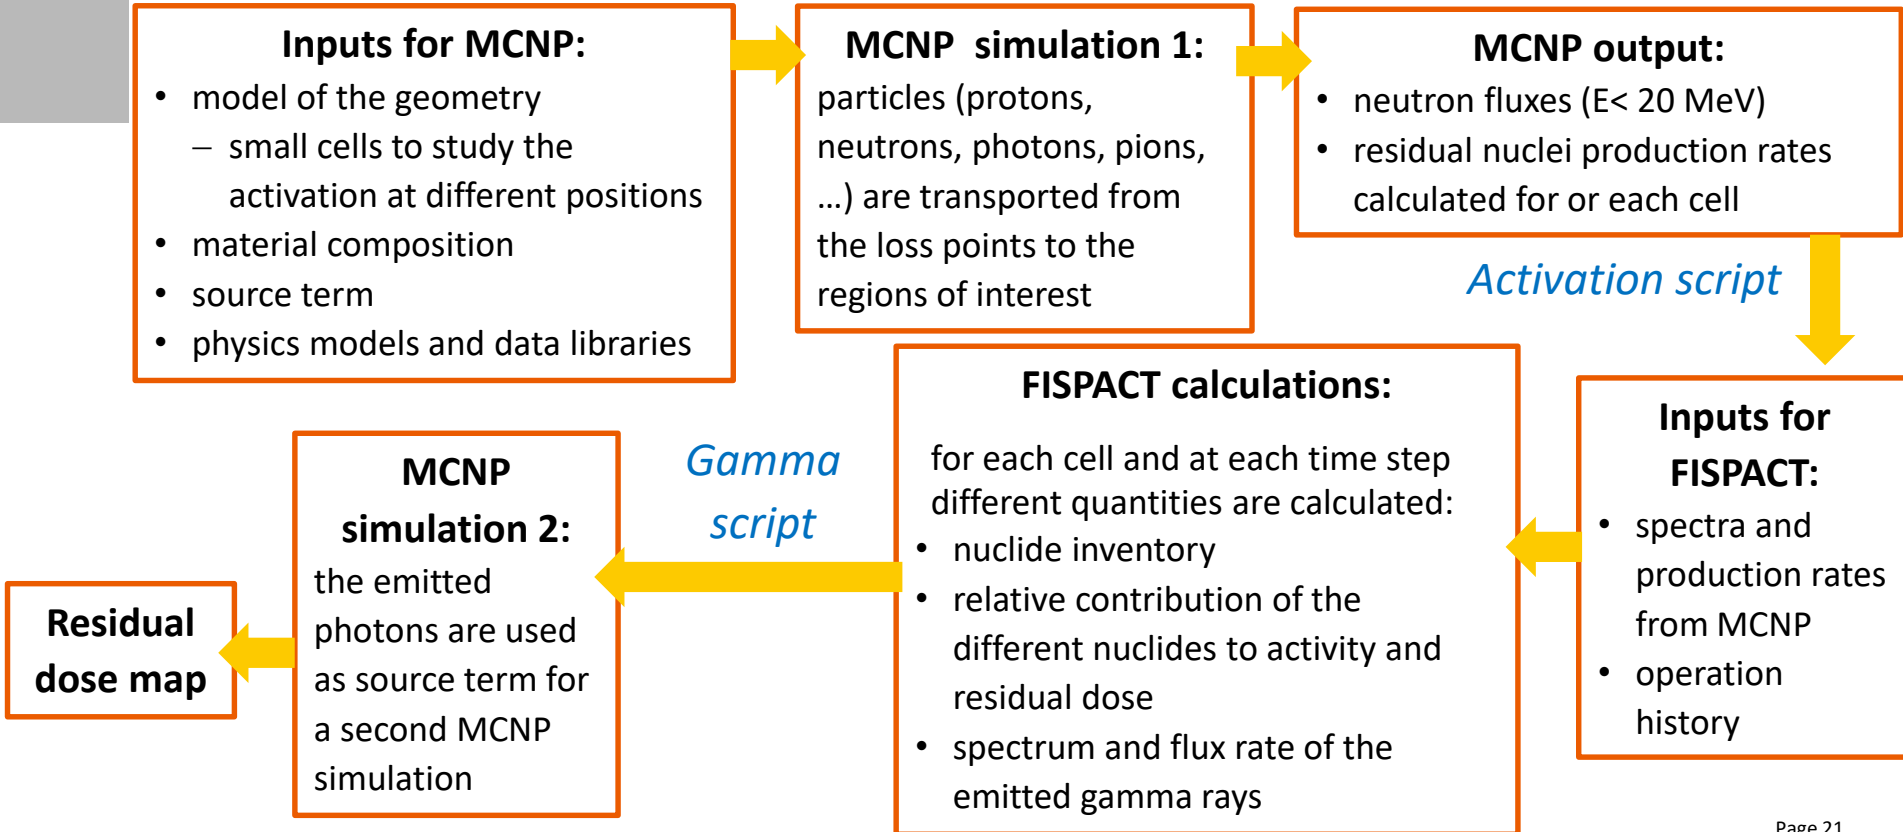 Inputs for MCNP:
• model of the geometry
– small cells to study the
activation at different positions
• material composition
• source term
• physics models and data libraries
MCNP simulation 1:
particles (protons,
neutrons, photons, pions,
…) are transported from
the loss points to the
regions of interest
MCNP output:
• neutron fluxes (E< 20 MeV)
• residual nuclei production rates
calculated for or each cell
Activation script
Inputs for
FISPACT:
• spectra and
production rates
from MCNP
• operation
history
FISPACT calculations:
for each cell and at each time step
different quantities are calculated:
• nuclide inventory
• relative contribution of the
different nuclides to activity and
residual dose
• spectrum and flux rate of the
emitted gamma rays
Gamma
script
MCNP
simulation 2:
the emitted
photons are used
as source term for
a second MCNP
simulation
Residual
dose map
Page 21